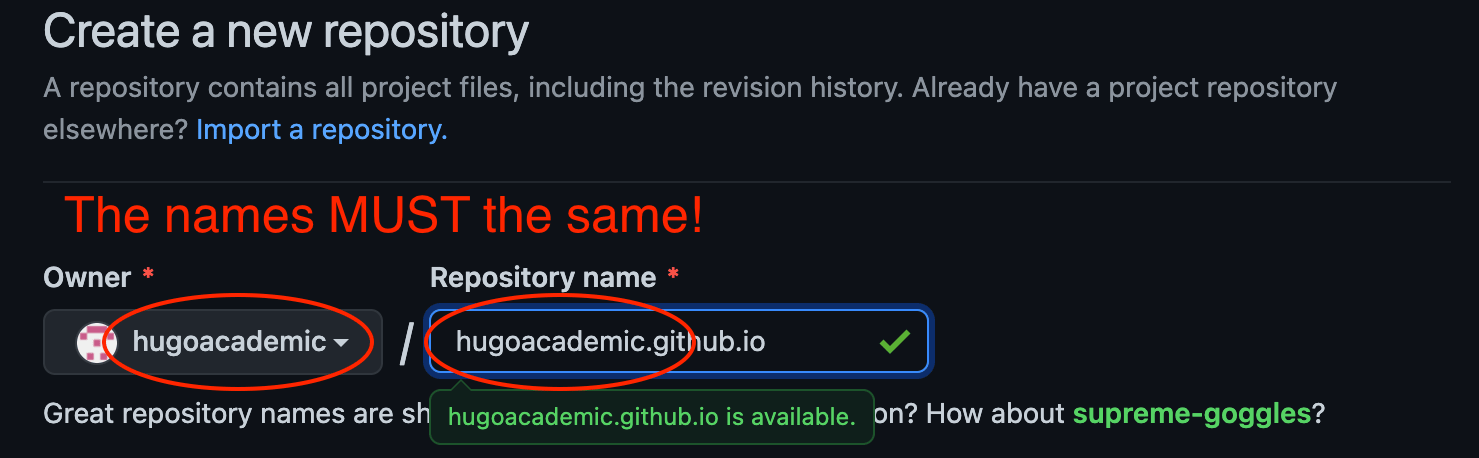 Create a new repository
A repository contains all project files, including the revision history. Already have a project repository
elsewhere? Import a repository.
The names MUST the same!
Owner * Repository name *
hugoacademic / hugoacademic.github.io
Great repository names are sh on? How about supreme-goggles?
hugoacademic.github.io is available.